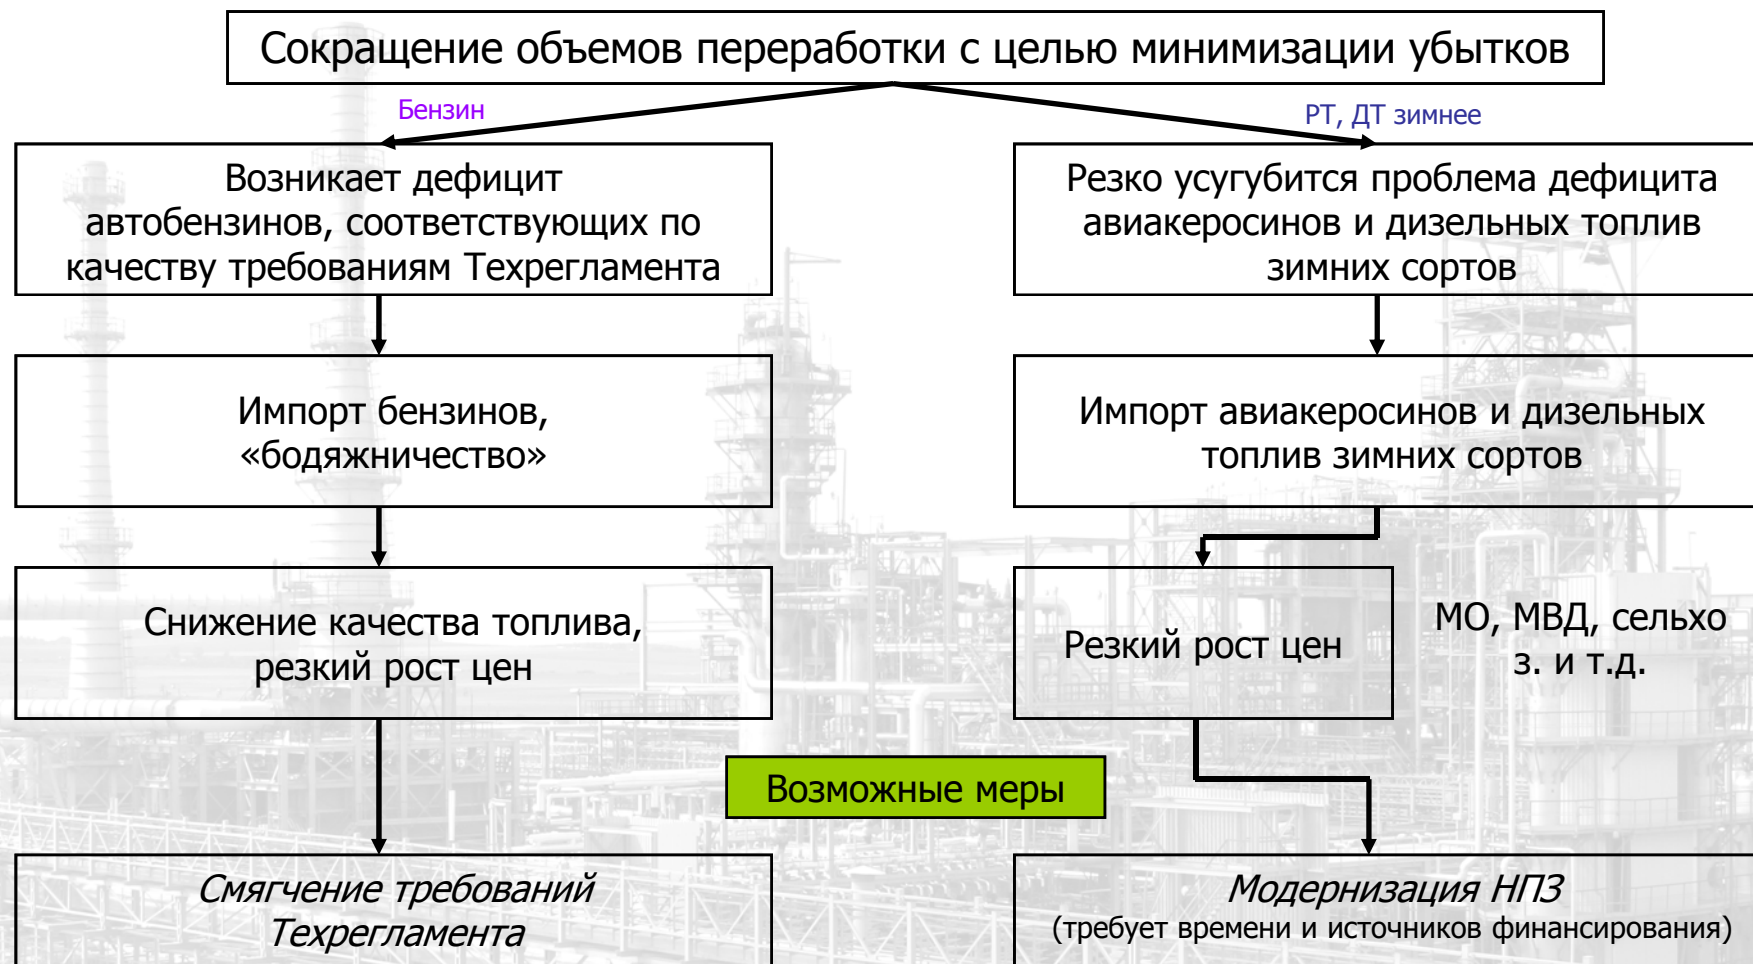 Сокращение объемов переработки с целью минимизации убытков
Бензин
РТ, ДТ зимнее
Возникает дефицит
автобензинов, соответствующих по
качеству требованиям Техрегламента
Резко усугубится проблема дефицита
авиакеросинов и дизельных топлив
зимних сортов
Импорт бензинов,
«бодяжничество»
Импорт авиакеросинов и дизельных
топлив зимних сортов
Снижение качества топлива,
резкий рост цен
Резкий рост цен
МО, МВД, сельхо
з. и т.д.
Возможные меры
Смягчение требований
Техрегламента
Модернизация НПЗ
(требует времени и источников финансирования)